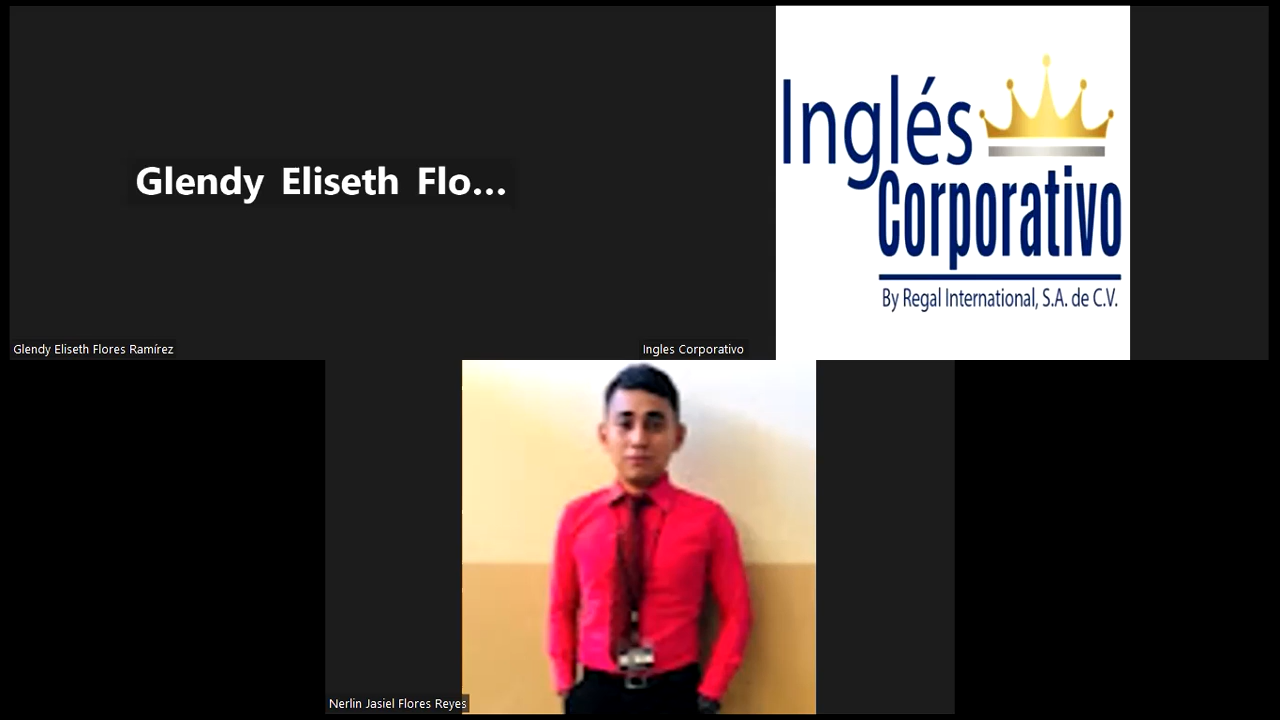 Glendy Eliseth Flo...
Glendy Eliseth Flores Ramírez
Inglés
Corporativo
By Regal International, S.A. de C.V.
Ingles Corporativo
Nerlin Jasiel Flores Reyes